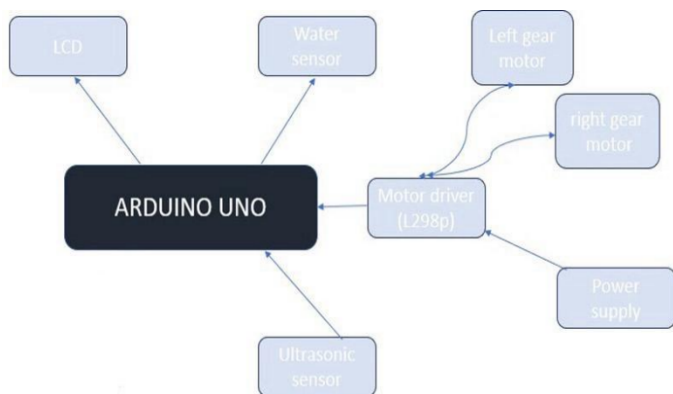 LCD
Water
sensor
Left gear
motor
right gear
motor
ARDUINO UNO
Motor driver
(L298p)
Power
supply
Ultrasonic
sensor